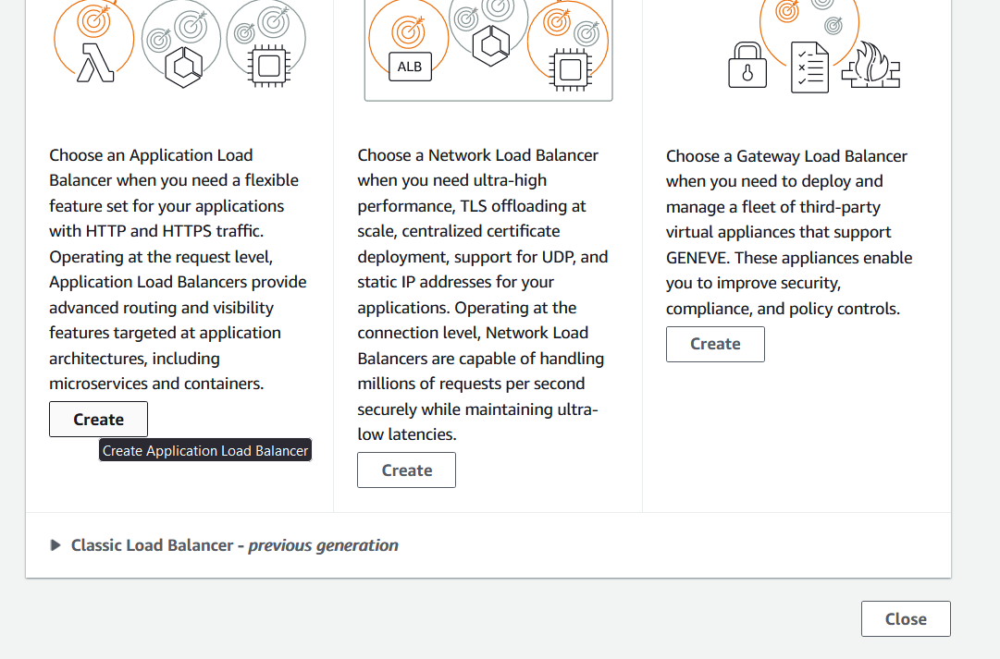 ALB
Choose an Application Load
Balancer when you need a flexible
feature set for your applications
with HTTP and HTTPS traffic.
Operating at the request level,
Application Load Balancers provide
advanced routing and visibility
features targeted at application
architectures, including
microservices and containers.
Create
Create Application Load Balancer
Choose a Network Load Balancer
when you need ultra-high
performance, TLS offloading at
scale, centralized certificate
deployment, support for UDP, and
static IP addresses for your
applications. Operating at the
connection level, Network Load
Balancers are capable of handling
millions of requests per second
securely while maintaining ultra-
low latencies.
Create
Choose a Gateway Load Balancer
when you need to deploy and
manage a fleet of third-party
virtual appliances that support
GENEVE. These appliances enable
you to improve security,
compliance, and policy controls.
Create
Classic Load Balancer - previous generation
Close